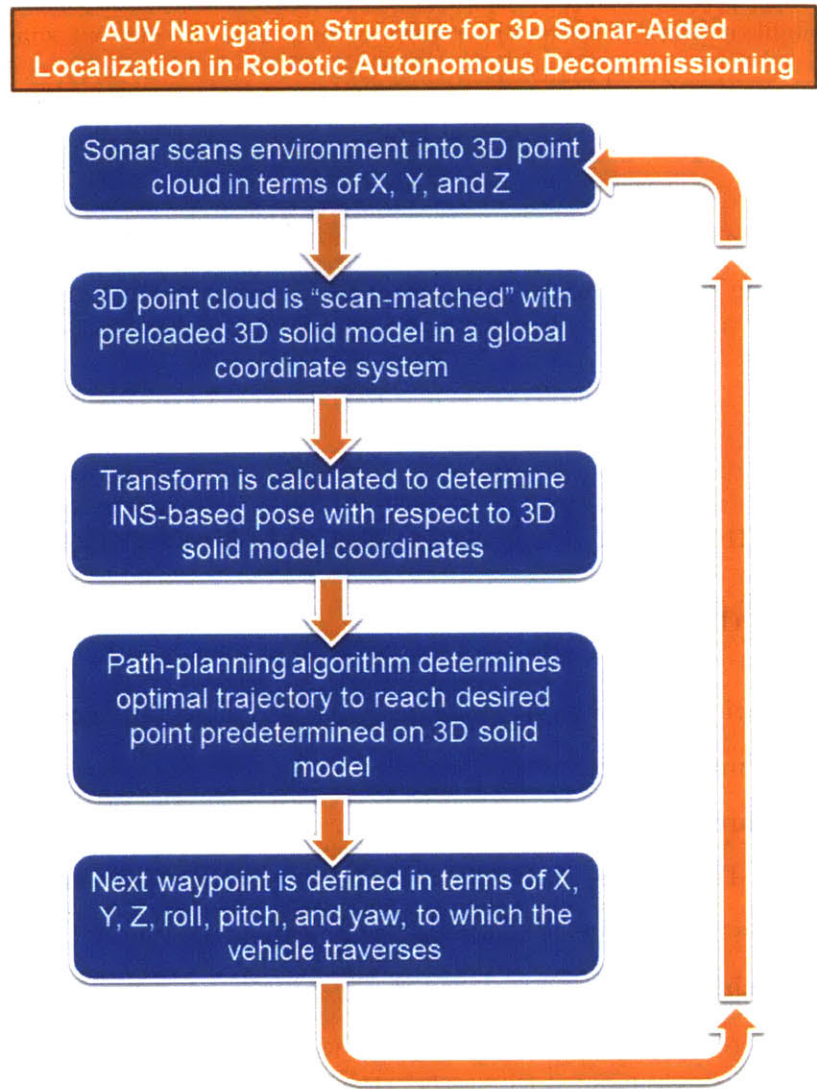 AUV Navigation Structure for 3D Sonar-Aided
Localization in Robotic Autonomous Decommissioning
Sonar scans environment into 3D point
cloud in terms of X, Y, and Z
3D point cloud is “scan-matched” with
preloaded 3D solid model in a global
coordinate system
Transform is calculated to determine
INS-based pose with respect to 3D
solid model coordinates
Path-planning algorithm determines
optimal trajectory to reach desired
point predetermined on 3D solid
model
Next waypoint is defined in terms of X,
Y, Z, roll, pitch, and yaw, to which the
vehicle traverses